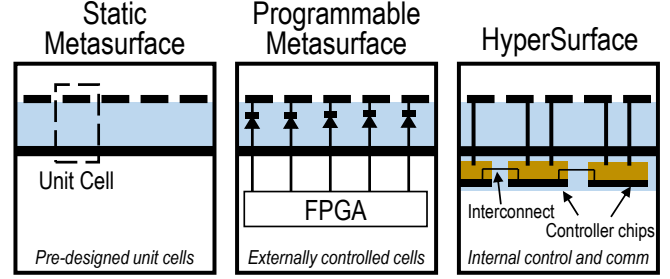 Static
Metasurface
Unit Cell
Pre-designed unit cells
Programmable
Metasurface
FPGA
Externally controlled cells
HyperSurface
Interconnect
Controller chips
Internal control and comm